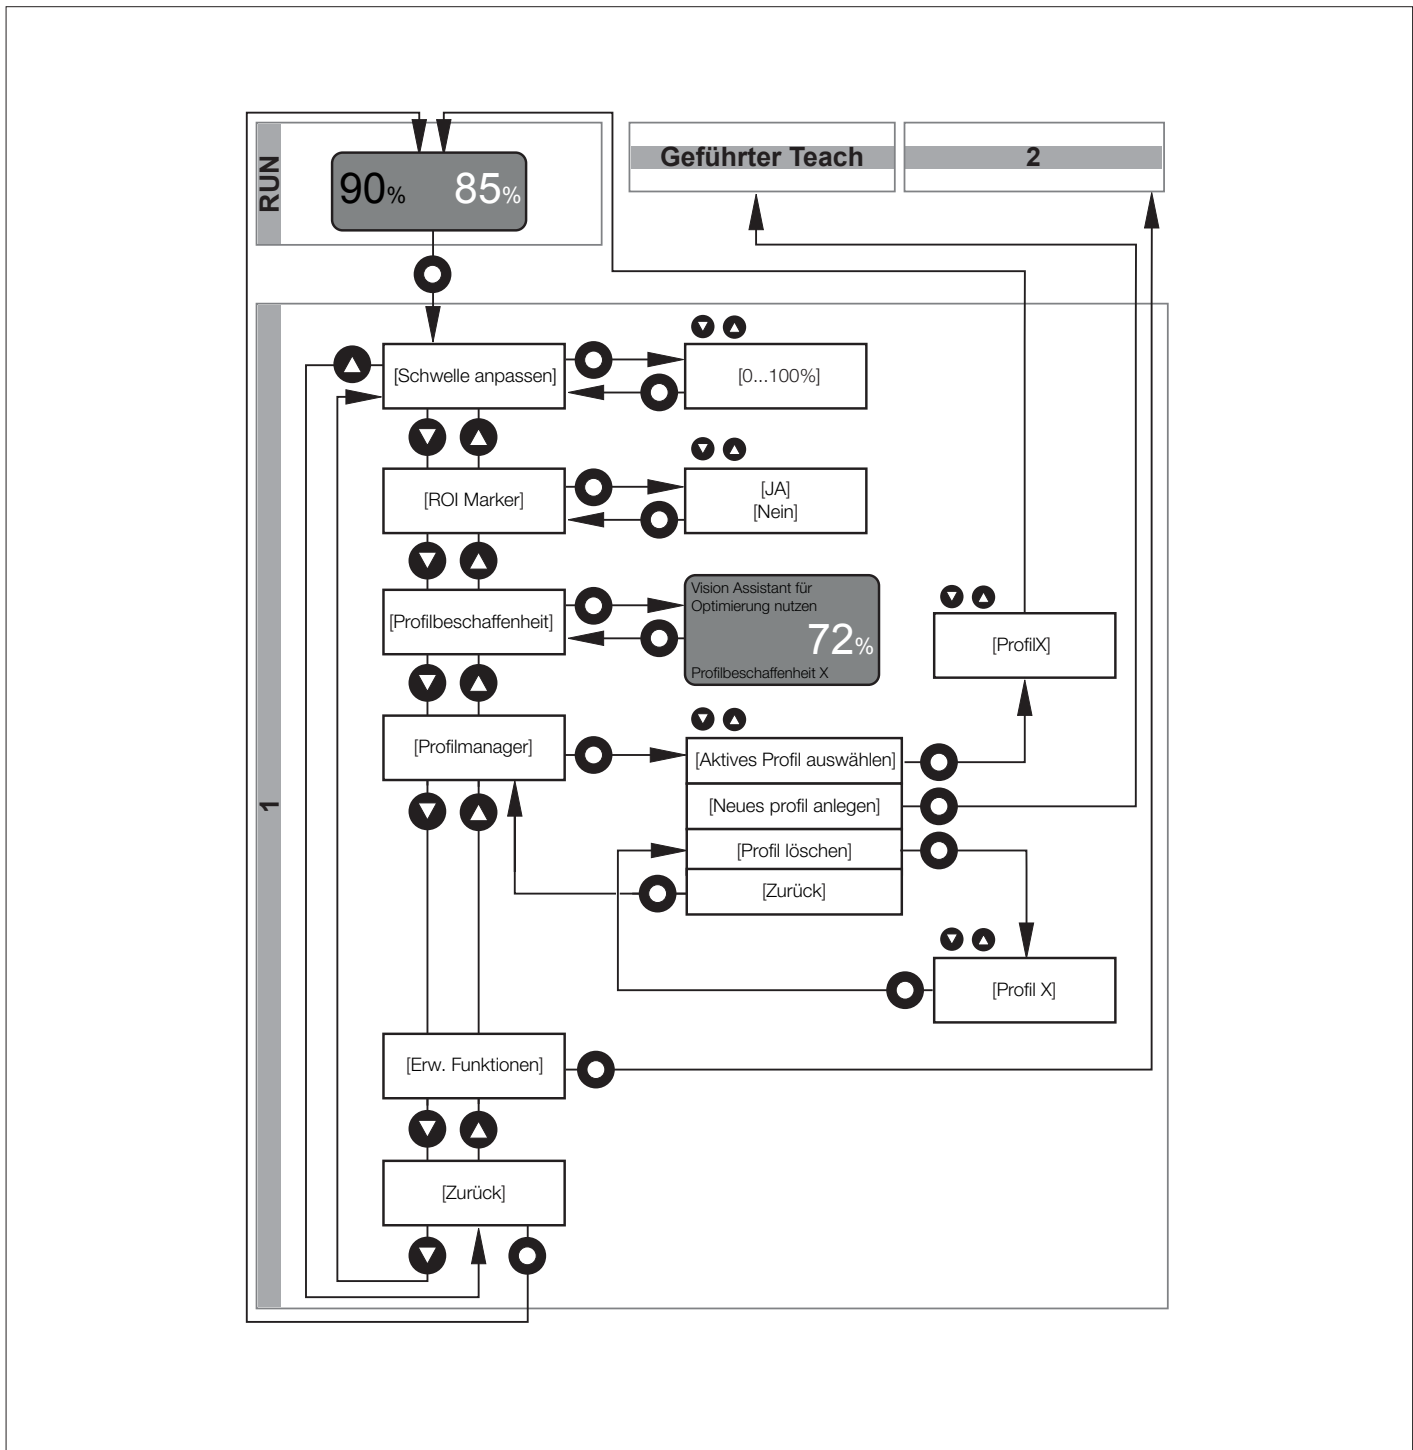 RUN
90% 85%
Geführter Teach
2
1
[Schwelle anpassen]
[0...100%]
[ROI Marker]
[JA]
[Nein]
[Profilbeschaffenheit]
Vision Assistant für
Optimierung nutzen
72%
Profilbeschaffenheit X
[ProfilX]
[Profilmanager]
[Aktives Profil auswählen]
[Neues profil anlegen]
[Profil löschen]
[Zurück]
[Profil X]
[Erw. Funktionen]
[Zurück]